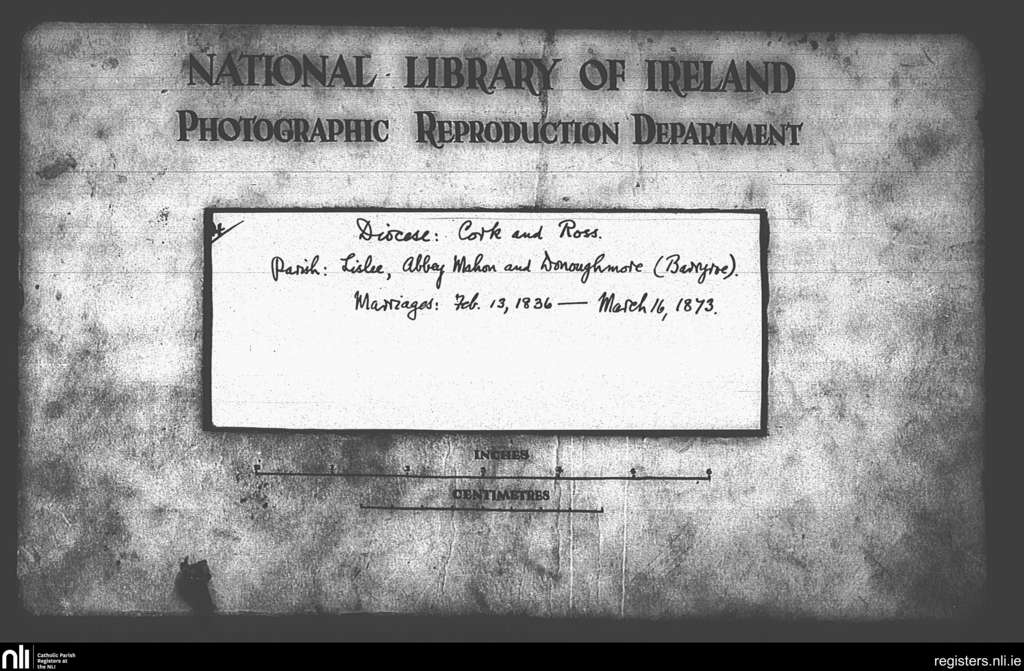 NATIONAL LIBRARY OF IRELAND
PHOTOGRAPHIC REPRODUCTION DEPARTMENT
Diocese: Cork and Ross.
Parish: Lislee, Abbey Mahon and Donoughmore (Barryroe).
Marriages: Feb. 13, 1836 — March 16, 1873.
INCHES
CENTIMETRES
nli
Catholic Parish
Registers at
the NLI
registers.nli.ie